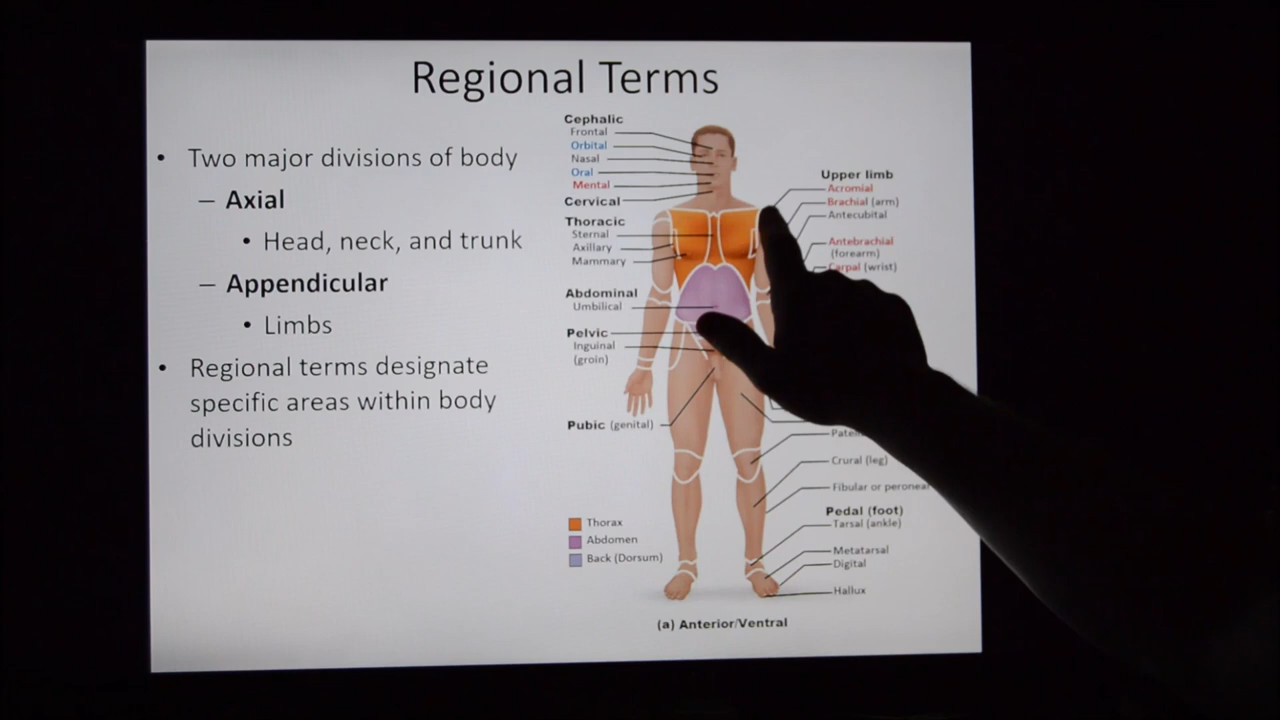 Regional Terms
• Two major divisions of body
– Axial
• Head, neck, and trunk
– Appendicular
• Limbs
• Regional terms designate
specific areas within body
divisions
Cephalic
Frontal
Orbital
Nasal
Oral
Mental
Cervical
Thoracic
Sternal
Axillary
Mammary
Abdominal
Umbilical
Pelvic
Inguinal
(groin)
Pubic (genital)
Thorax
Abdomen
Back (Dorsum)
Upper limb
Acromial
Brachial (arm)
Antecubital
Antebrachial
(forearm)
Carpal (wrist)
Crural (leg)
Fibular or peroneal
Pedal (foot)
Tarsal (ankle)
Metatarsal
Digital
Hallux
(a) Anterior/Ventral